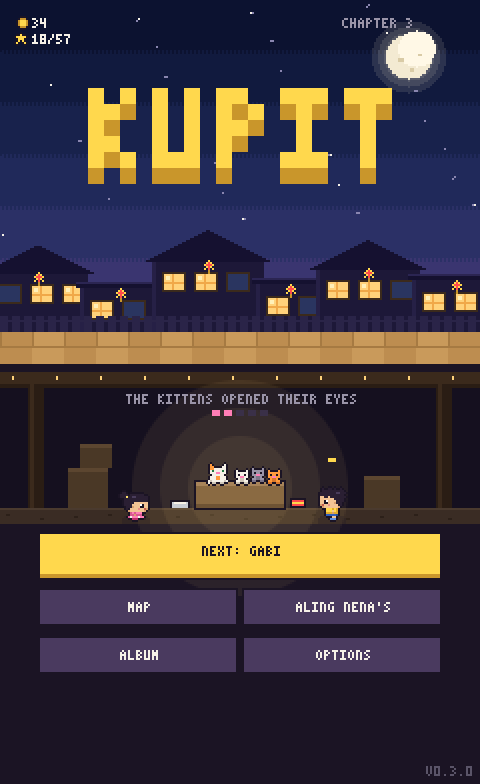 34
CHAPTER 3
18/57
KUPIT
THE KITTENS OPENED THEIR EYES
NEXT: GABI
MAP
ALING NENA'S
ALBUM
OPTIONS
V0.3.0